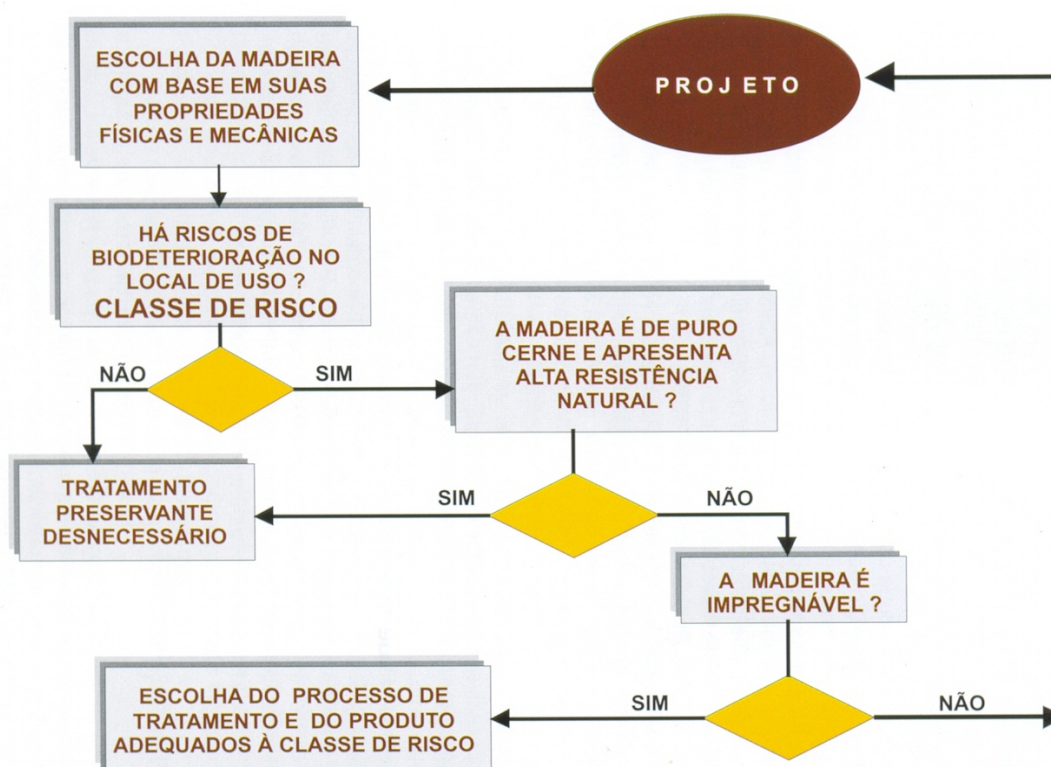 PROJETO
ESCOLHA DA MADEIRA
COM BASE EM SUAS
PROPRIEDADES
FÍSICAS E MECÂNICAS
HÁ RISCOS DE
BIODETERIORAÇÃO NO
LOCAL DE USO ?
CLASSE DE RISCO
NÃO
SIM
A MADEIRA É DE PURO
CERNE E APRESENTA
ALTA RESISTÊNCIA
NATURAL ?
TRATAMENTO
PRESERVANTE
DESNECESSÁRIO
SIM
NÃO
A MADEIRA É
IMPREGNÁVEL ?
ESCOLHA DO PROCESSO DE
TRATAMENTO E DO PRODUTO
ADEQUADOS À CLASSE DE RISCO
SIM
NÃO